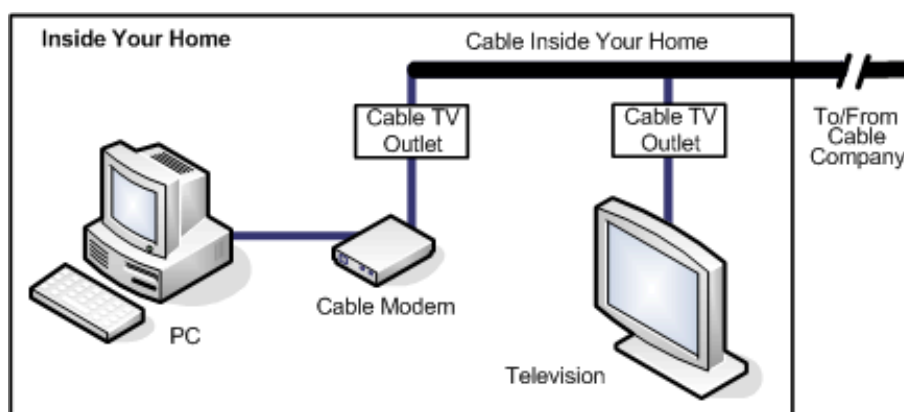 Inside Your Home
Cable Inside Your Home
Cable TV
Outlet
Cable TV
Outlet
To/From
Cable
Company
PC
Cable Modem
Television